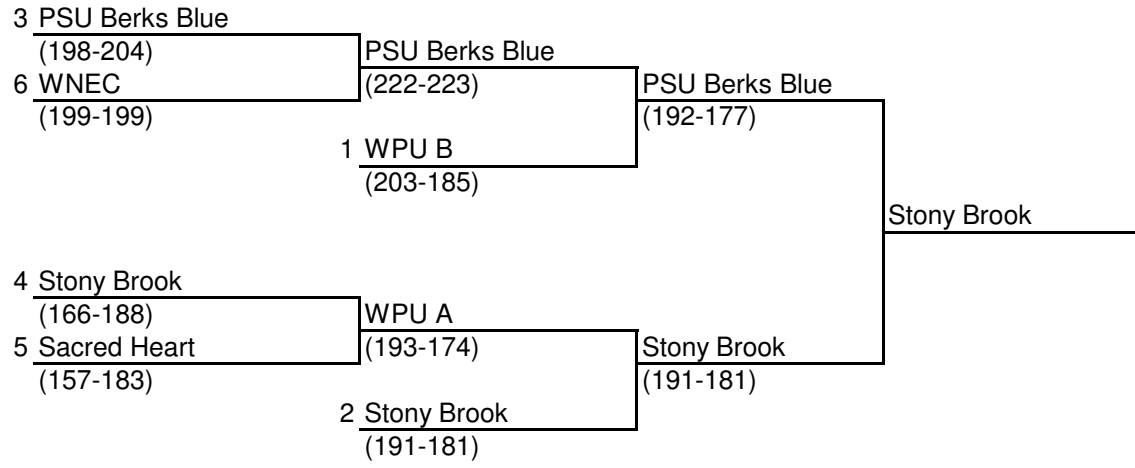 3 PSU Berks Blue
(198-204)
PSU Berks Blue
6 WNEC
(222-223)
PSU Berks Blue
(199-199)
(192-177)
1 WPU B
(203-185)
Stony Brook
4 Stony Brook
(166-188)
WPU A
5 Sacred Heart
(193-174)
Stony Brook
(157-183)
(191-181)
2 Stony Brook
(191-181)